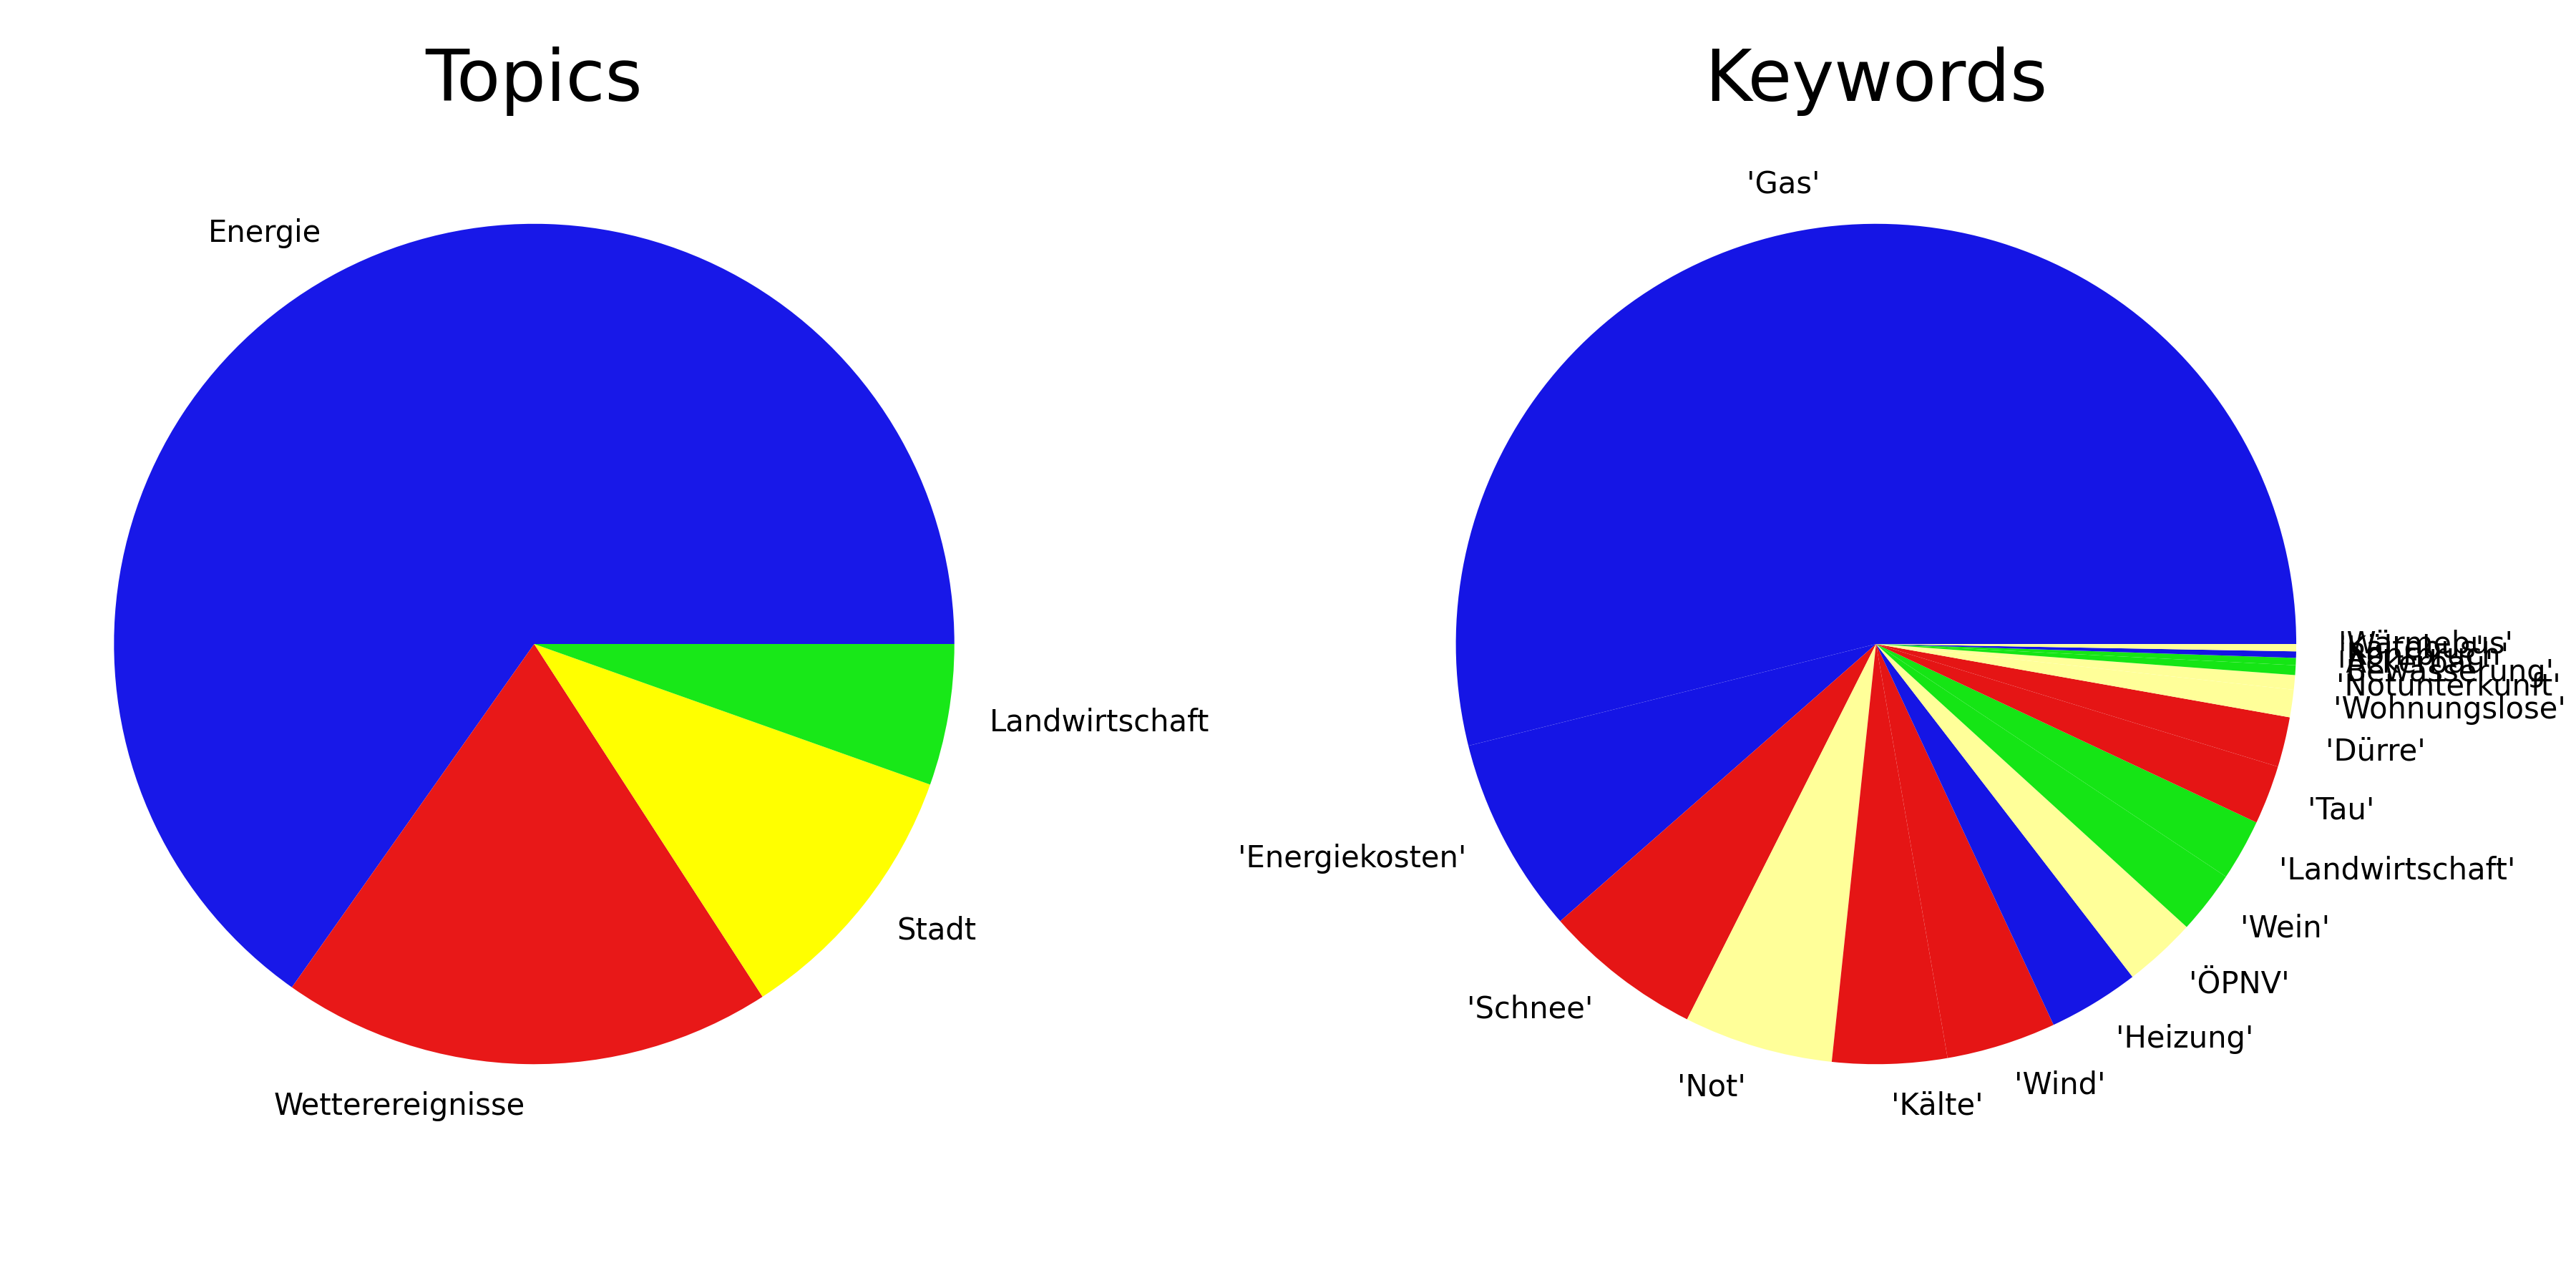 Topics
Energie
Wetterereignisse
Stadt
Landwirtschaft
Keywords
'Gas'
'Energiekosten'
'Schnee'
'Not'
'Kälte'
'Wind'
'Heizung'
'ÖPNV'
'Wein'
'Landwirtschaft'
'Tau'
'Dürre'
'Wohnungslose'
'Notunterkunft'
'Wärmebus'